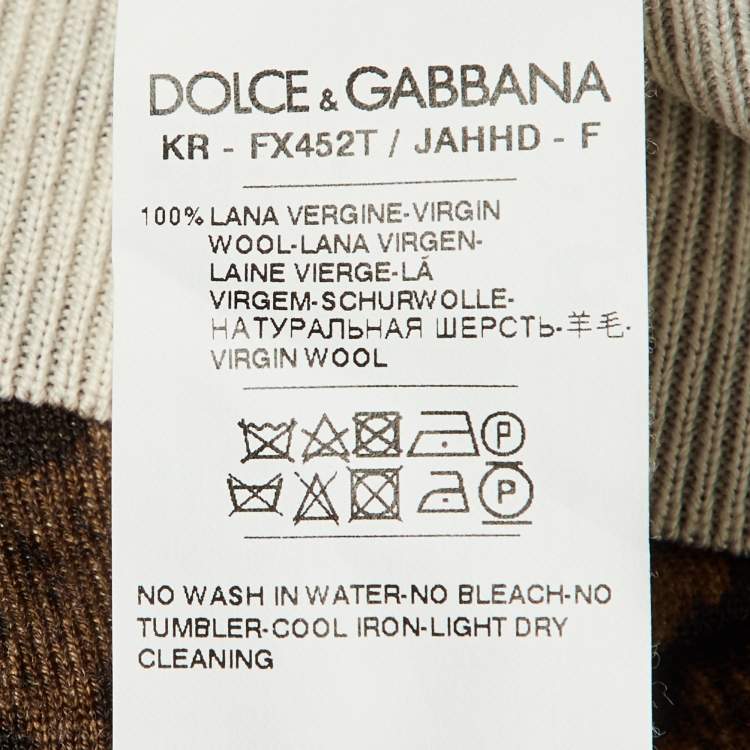 DOLCE & GABBANA
KR - FX452T / JAHHD - F
100% LANA VERGINE-VIRGIN
WOOL-LANA VIRGEN-
LAINE VIERGE-LÃ
VIRGEM-SCHURWOLLE-
НАТУРАЛЬНАЯ ШЕРСТЬ-羊毛-
VIRGIN WOOL
P
P
NO WASH IN WATER-NO BLEACH-NO
TUMBLER-COOL IRON-LIGHT DRY
CLEANING